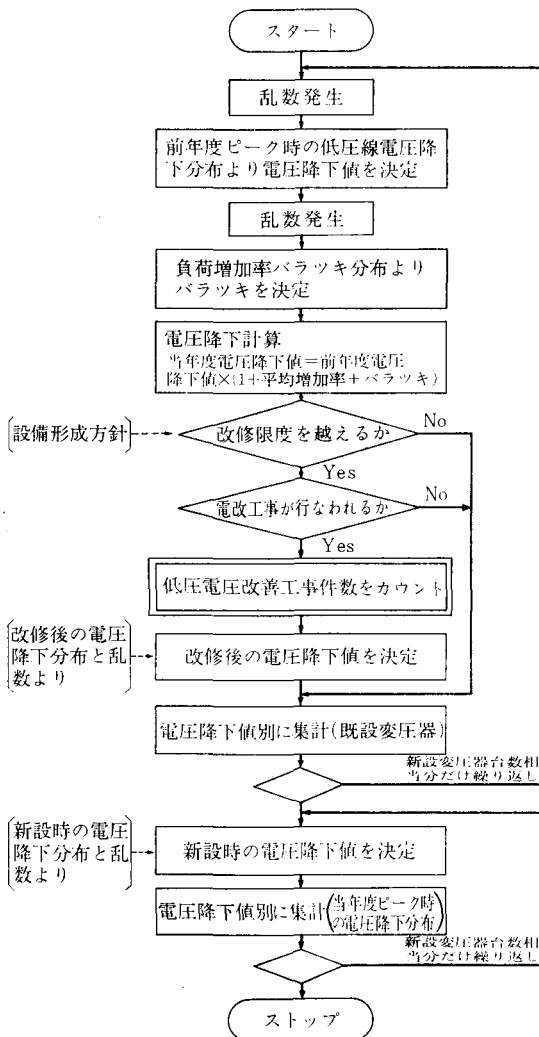 スタート
乱数発生
前年度ピーク時の低圧線電圧降
下分布より電圧降下値を決定
乱数発生
負荷増加率バラツキ分布より
バラツキを決定
電圧降下計算
当年度電圧降下値=前年度電圧
降下値×(1+平均増加率+バラツキ)
〔設備形成方針〕
改修限度を越えるか
No
Yes
電改工事が行なわれるか
No
Yes
低圧電圧改善工事件数をカウント
改修後の電圧
降下分布と乱
数より
改修後の電圧降下値を決定
電圧降下値別に集計(既設変圧器)
新設変圧器台数相
当分だけ繰り返し
新設時の電圧
降下分布と乱
数より
新設時の電圧降下値を決定
電圧降下値別に集計(当年度ピーク時
の電圧降下分布)
新設変圧器台数相
当分だけ繰り返し
ストップ